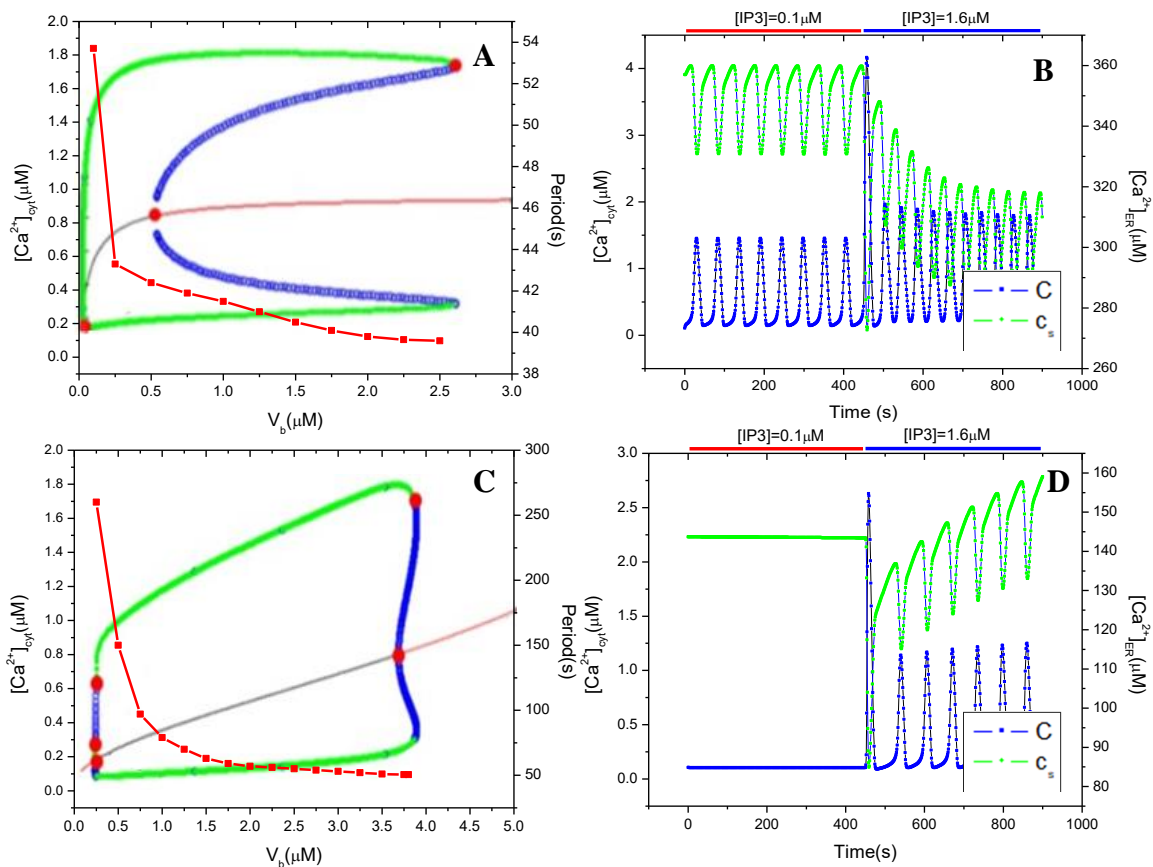 A
[Ca2+]cyt(μM)
2.0
1.8
1.6
1.4
1.2
1.0
0.8
0.6
0.4
0.2
0.0
54
52
50
48
46
44
42
40
38
Period(s)
0.0 0.5 1.0 1.5 2.0 2.5 3.0
Vb(μM)
[IP3]=0.1μM [IP3]=1.6μM
B
[Ca2+]cyt(μM)
4
3
2
1
0
360
340
320
300
280
260
[Ca2+]ER(μM)
C
cs
0 200 400 600 800 1000
Time (s)
C
[Ca2+]cyt(μM)
2.0
1.8
1.6
1.4
1.2
1.0
0.8
0.6
0.4
0.2
0.0
300
250
200
150
100
50
Period(s)
0.0 0.5 1.0 1.5 2.0 2.5 3.0 3.5 4.0 4.5 5.0
Vb(μM)
[IP3]=0.1μM [IP3]=1.6μM
D
[Ca2+]cyt(μM)
3.0
2.5
2.0
1.5
1.0
0.5
0.0
160
150
140
130
120
110
100
90
80
[Ca2+]ER(μM)
C
cs
0 200 400 600 800 1000
Time(s)